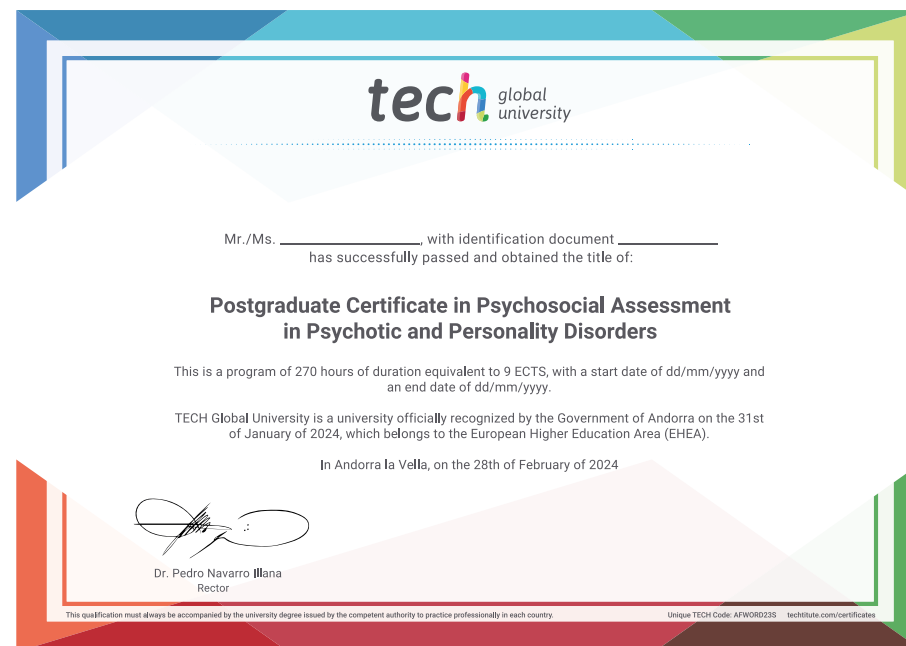 tech global
university
Mr./Ms. ____________, with identification document ____________
has successfully passed and obtained the title of:
Postgraduate Certificate in Psychosocial Assessment
in Psychotic and Personality Disorders
This is a program of 270 hours of duration equivalent to 9 ECTS, with a start date of dd/mm/yyyy and
an end date of dd/mm/yyyy.
TECH Global University is a university officially recognized by the Government of Andorra on the 31st
of January of 2024, which belongs to the European Higher Education Area (EHEA).
In Andorra la Vella, on the 28th of February of 2024
Dr. Pedro Navarro Illana
Rector
This qualification must always be accompanied by the university degree issued by the competent authority to practice professionally in each country. Unique TECH Code: AFWORD23S techtitute.com/certificates